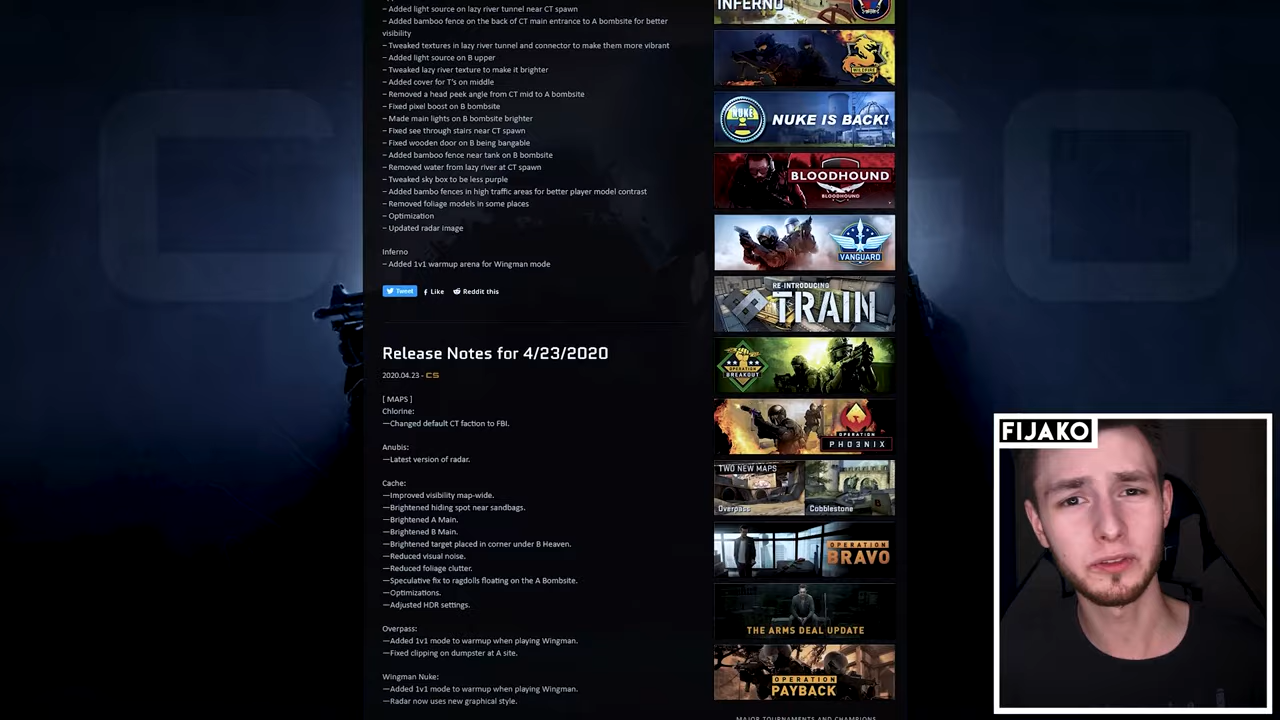 – Added light source on lazy river tunnel near CT spawn
– Added bamboo fence on the back of CT main entrance to A bombsite for better
visibility
– Tweaked textures in lazy river tunnel and connector to make them more vibrant
– Added light source on B upper
– Tweaked lazy river texture to make it brighter
– Added cover for T's on middle
– Removed a head peek angle from CT mid to A bombsite
– Fixed pixel boost on B bombsite
– Made main lights on B bombsite brighter
– Fixed see through stairs near CT spawn
– Fixed wooden door on B being bangable
– Added bamboo fence near tank on B bombsite
– Removed water from lazy river at CT spawn
– Tweaked sky box to be less purple
– Added bambo fences in high traffic areas for better player model contrast
– Removed foliage models in some places
– Optimization
– Updated radar image
Inferno
– Added 1v1 warmup arena for Wingman mode
Tweet Like Reddit this
Release Notes for 4/23/2020
2020.04.23 - CS
[ MAPS ]
Chlorine:
—Changed default CT faction to FBI.
Anubis:
—Latest version of radar.
Cache:
—Improved visibility map-wide.
—Brightened hiding spot near sandbags.
—Brightened A Main.
—Brightened B Main.
—Brightened target placed in corner under B Heaven.
—Reduced visual noise.
—Reduced foliage clutter.
—Speculative fix to ragdolls floating on the A Bombsite.
—Optimizations.
—Adjusted HDR settings.
Overpass:
—Added 1v1 mode to warmup when playing Wingman.
—Fixed clipping on dumpster at A site.
Wingman Nuke:
—Added 1v1 mode to warmup when playing Wingman.
—Radar now uses new graphical style.
INFERNO
WILDFIRE
NUKE
NUKE IS BACK!
BLOODHOUND
BLOODHOUND
VANGUARD
RE-INTRODUCING
TRAIN
OPERATION
BREAKOUT
OPERATION
PHOENIX
TWO NEW MAPS
Overpass Cobblestone
OPERATION
BRAVO
THE ARMS DEAL UPDATE
OPERATION
PAYBACK
MAJOR TOURNAMENTS AND CHAMPIONS
FIJAKO